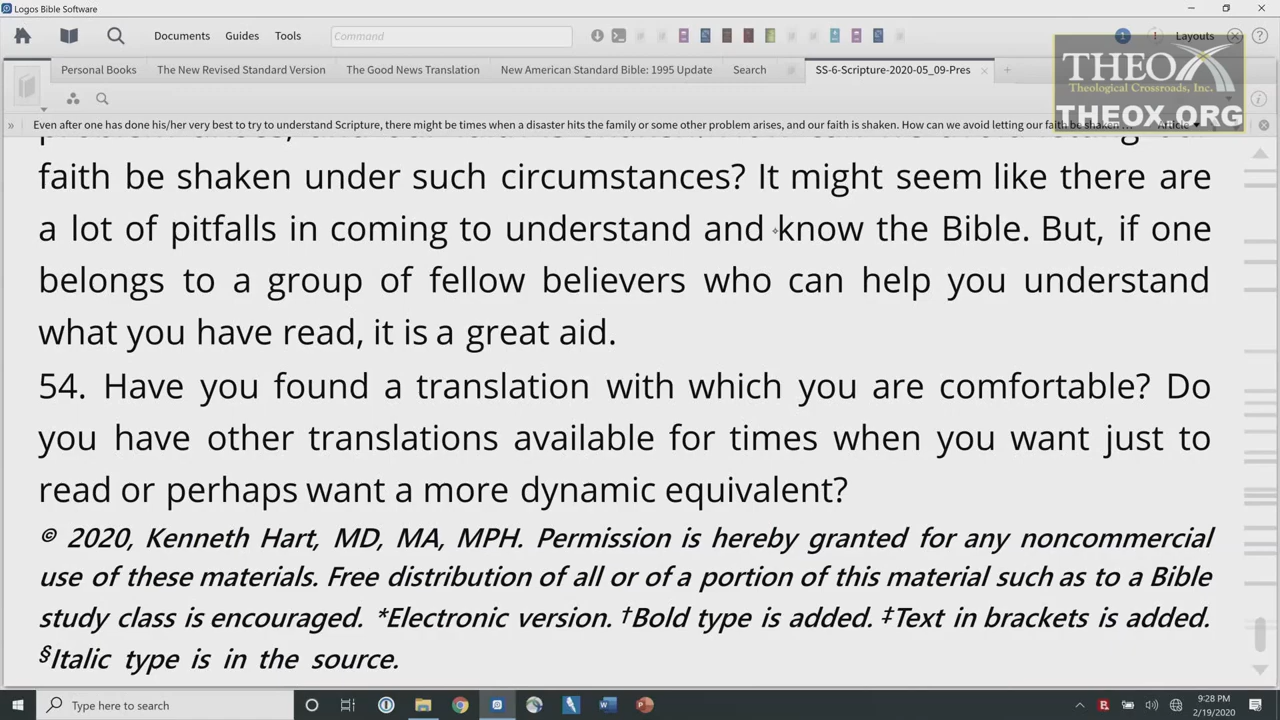 Logos Bible Software
Documents Guides Tools Command 1 Layouts
THEOX
Theological Crossroads, Inc.
THEOX.ORG
Personal Books The New Revised Standard Version The Good News Translation New American Standard Bible: 1995 Update Search SS-6-Scripture-2020-05_09-Pres
Even after one has done his/her very best to try to understand Scripture, there might be times when a disaster hits the family or some other problem arises, and our faith is shaken. How can we avoid letting our faith be shaken ... Article
faith be shaken under such circumstances? It might seem like there are
a lot of pitfalls in coming to understand and know the Bible. But, if one
belongs to a group of fellow believers who can help you understand
what you have read, it is a great aid.
54. Have you found a translation with which you are comfortable? Do
you have other translations available for times when you want just to
read or perhaps want a more dynamic equivalent?
© 2020, Kenneth Hart, MD, MA, MPH. Permission is hereby granted for any noncommercial
use of these materials. Free distribution of all or of a portion of this material such as to a Bible
study class is encouraged. *Electronic version. †Bold type is added. ‡Text in brackets is added.
§Italic type is in the source.
Type here to search
9:28 PM
2/19/2020